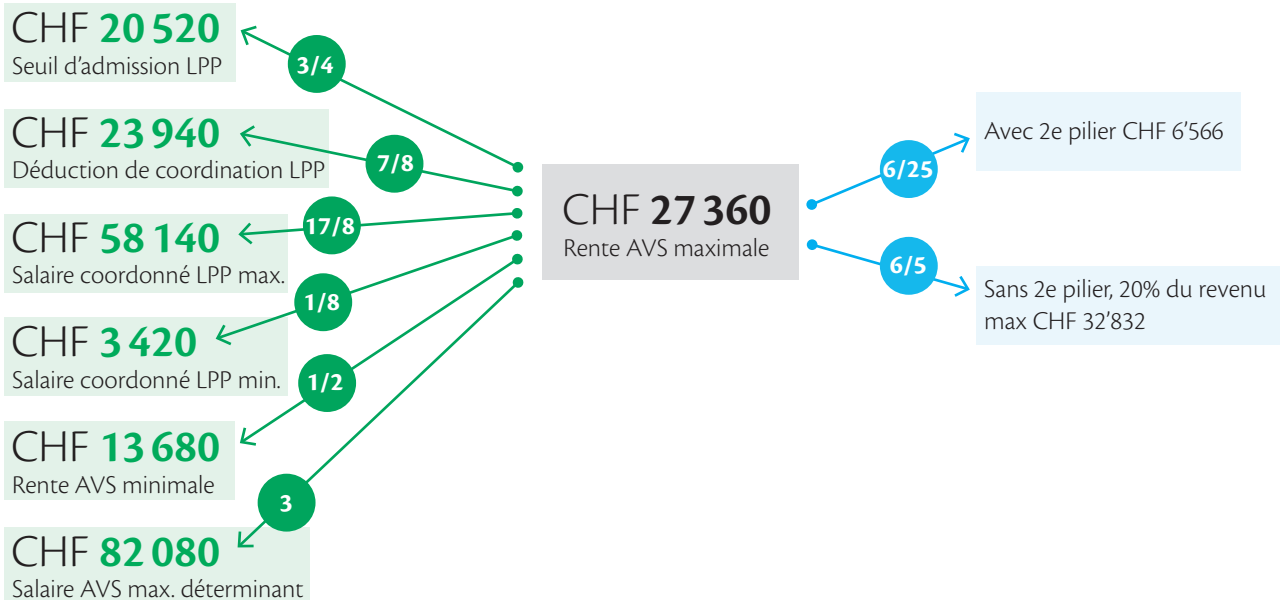 CHF 20 520
Seuil d'admission LPP
3/4
CHF 23 940
Déduction de coordination LPP
7/8
CHF 58 140
Salaire coordonné LPP max.
17/8
CHF 3 420
Salaire coordonné LPP min.
1/8
CHF 13 680
Rente AVS minimale
1/2
CHF 82 080
Salaire AVS max. déterminant
3
CHF 27 360
Rente AVS maximale
6/25
Avec 2e pilier CHF 6’566
6/5
Sans 2e pilier, 20% du revenu
max CHF 32’832